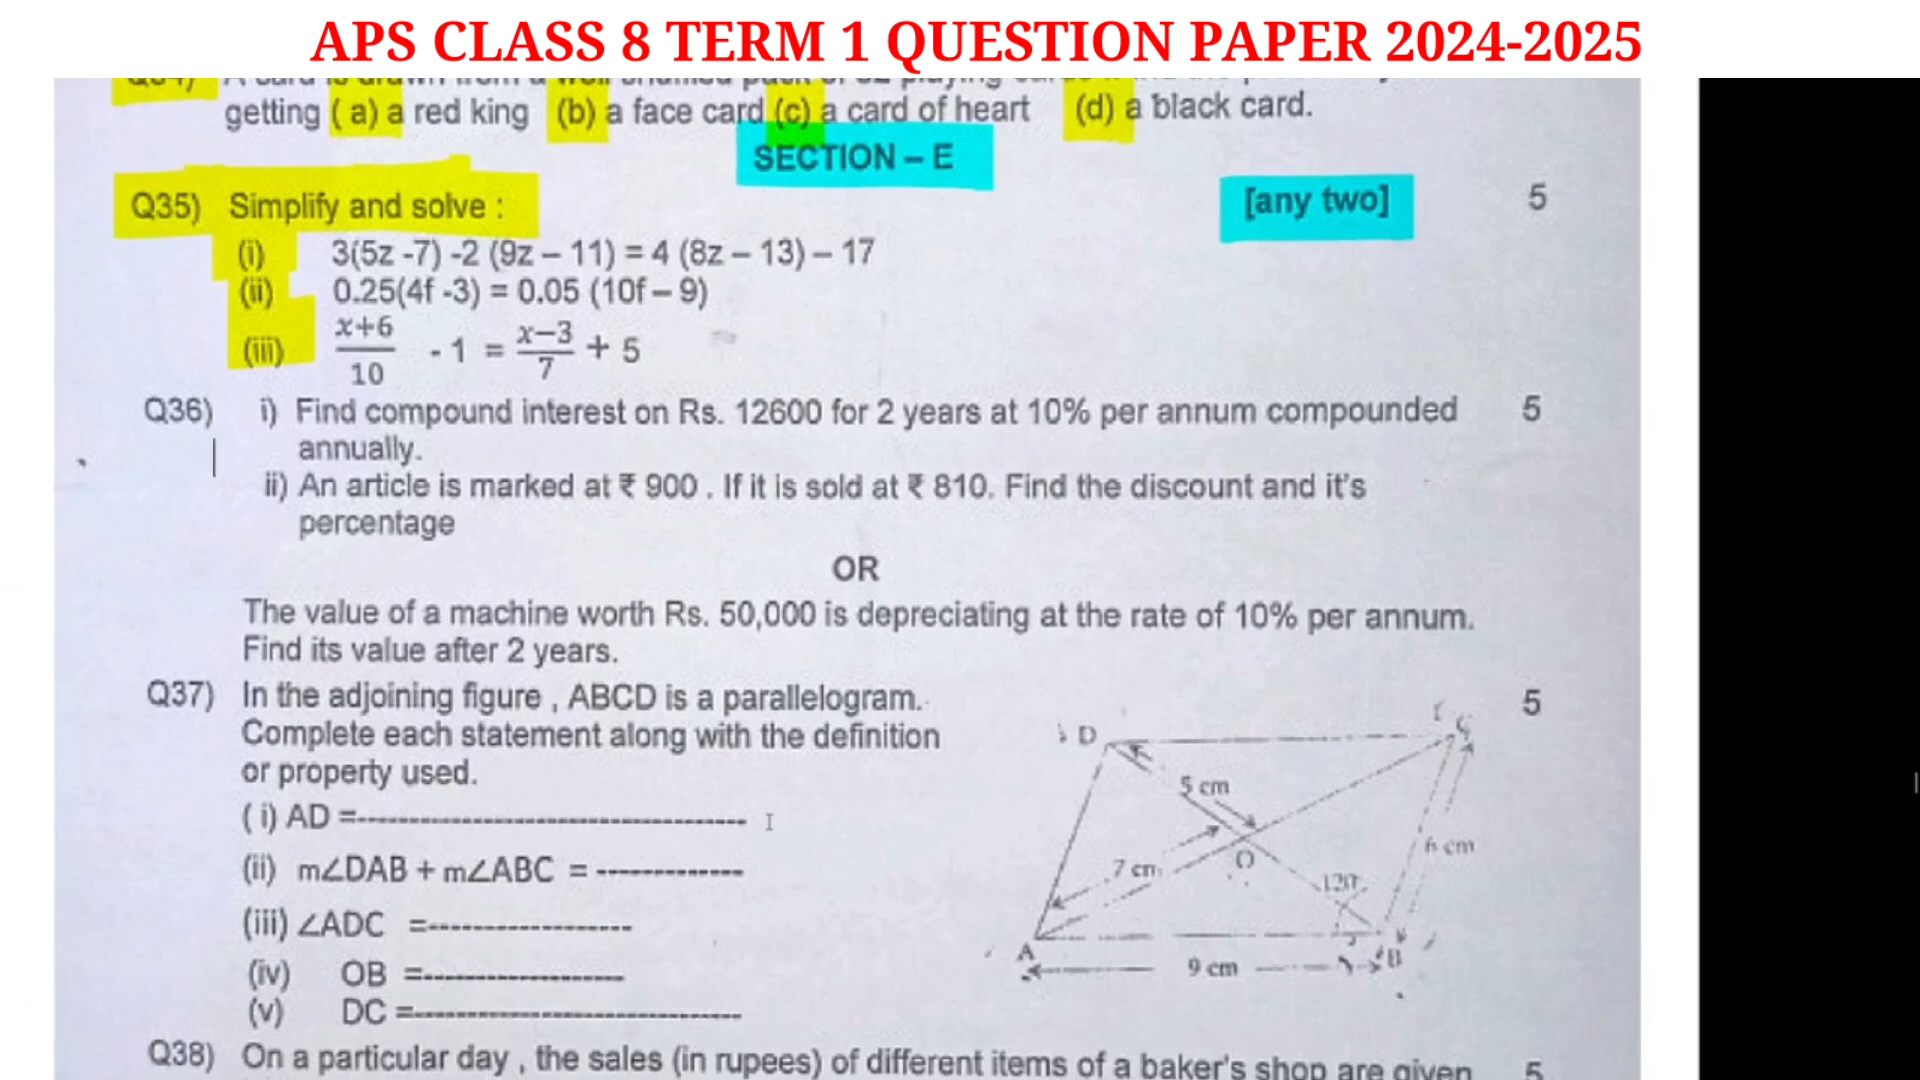 APS CLASS 8 TERM 1 QUESTION PAPER 2024-2025
getting ( a) a red king (b) a face card (c) a card of heart (d) a black card.
SECTION – E
Q35) Simplify and solve : [any two] 5
(i) 3(5z -7) -2 (9z – 11) = 4 (8z – 13) – 17
(ii) 0.25(4f -3) = 0.05 (10f – 9)
(iii) x+6/10 - 1 = x–3/7 + 5
Q36) i) Find compound interest on Rs. 12600 for 2 years at 10% per annum compounded 5
annually.
ii) An article is marked at ₹ 900 . If it is sold at ₹ 810. Find the discount and it's
percentage
OR
The value of a machine worth Rs. 50,000 is depreciating at the rate of 10% per annum.
Find its value after 2 years.
Q37) In the adjoining figure , ABCD is a parallelogram. 5
Complete each statement along with the definition
or property used.
( i) AD =------------------------------------
(ii) m∠DAB + m∠ABC = -------------
(iii) ∠ADC =------------------
(iv) OB =------------------
(v) DC =------------------------------
D
C
5 cm
6 cm
7 cm
O
120°
A
B
9 cm
Q38) On a particular day , the sales (in rupees) of different items of a baker's shop are given 5